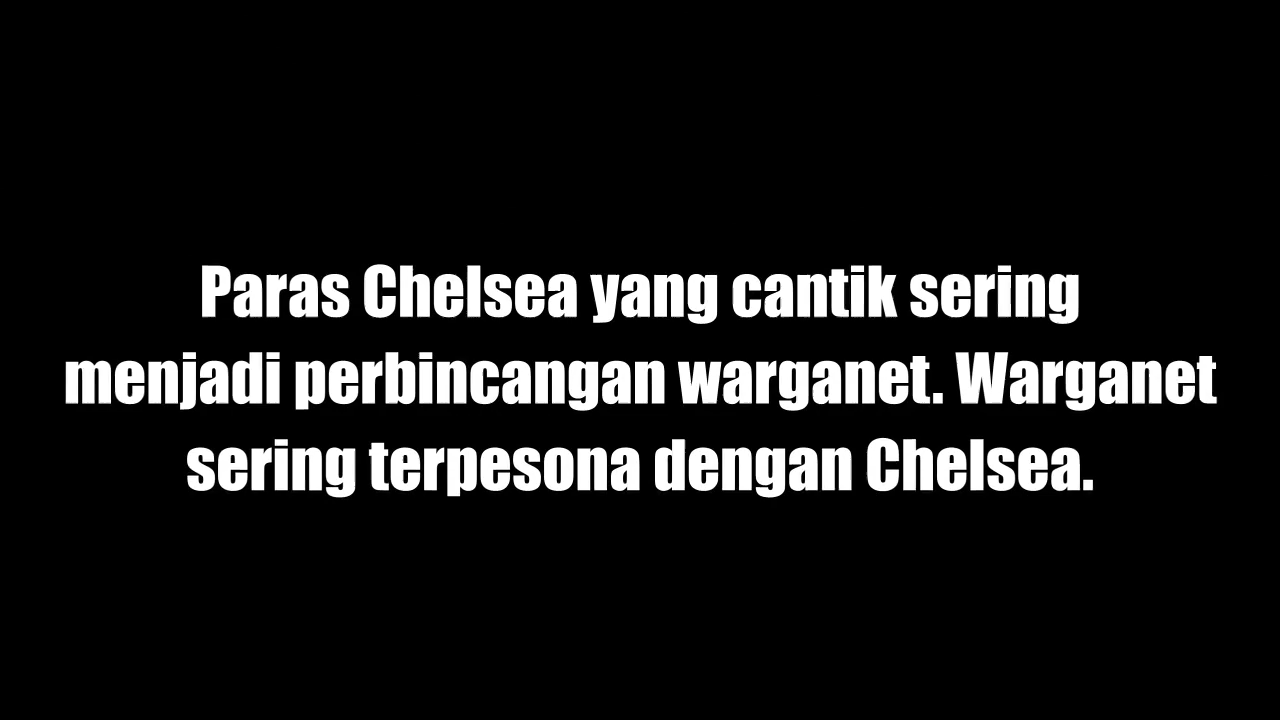 Paras Chelsea yang cantik sering
menjadi perbincangan warganet. Warganet
sering terpesona dengan Chelsea.